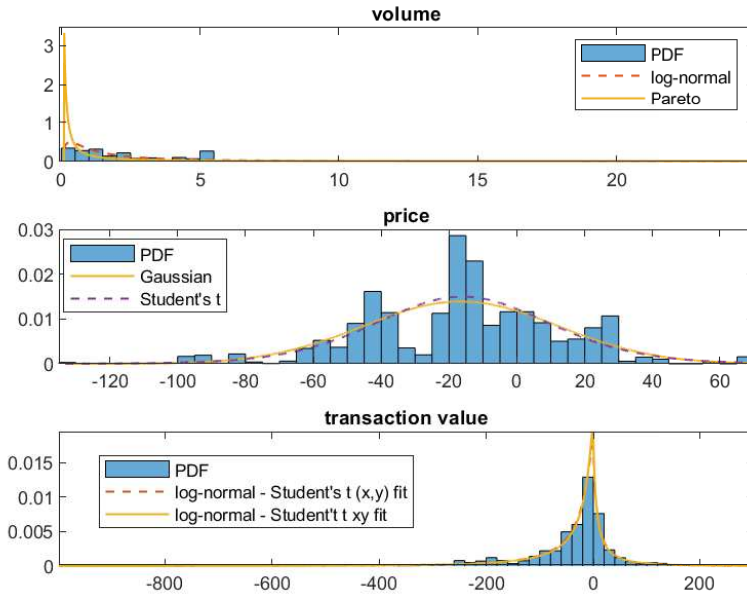 volume
3
2
1
0
PDF
log-normal
Pareto
0 5 10 15 20
price
0.03
0.02
0.01
0
PDF
Gaussian
Student's t
-120 -100 -80 -60 -40 -20 0 20 40 60
transaction value
0.015
0.01
0.005
0
PDF
log-normal - Student's t (x,y) fit
log-normal - Student't t xy fit
-800 -600 -400 -200 0 200